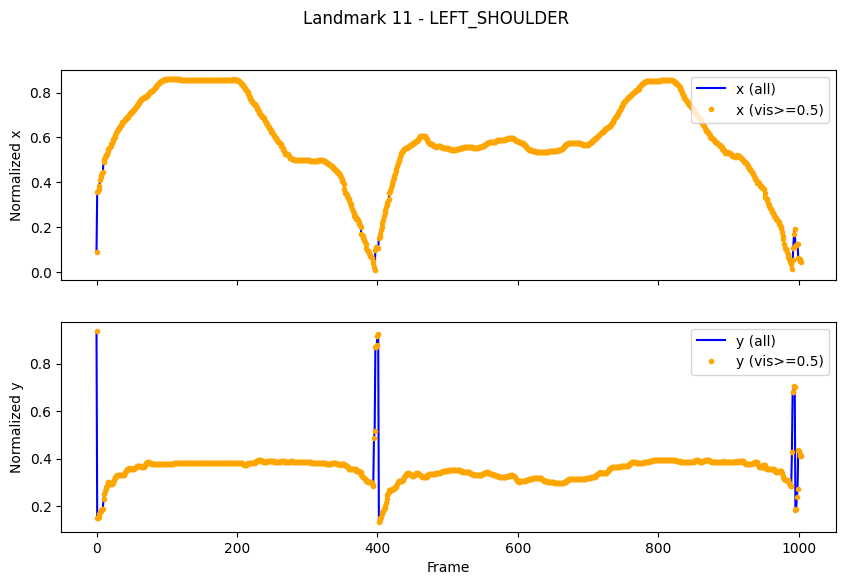 Landmark 11 - LEFT_SHOULDER
Normalized x
0.8
0.6
0.4
0.2
0.0
x (all)
x (vis>=0.5)
Normalized y
0.8
0.6
0.4
0.2
y (all)
y (vis>=0.5)
0 200 400 600 800 1000
Frame